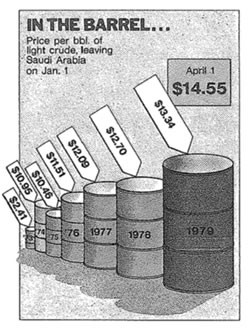 IN THE BARREL...
Price per bbl. of
light crude, leaving
Saudi Arabia
on Jan. 1
April 1
$14.55
$2.41
$10.95
$10.46
$11.51
$12.09
$12.70
$13.34
'73
'74
'75
'76
1977
1978
1979